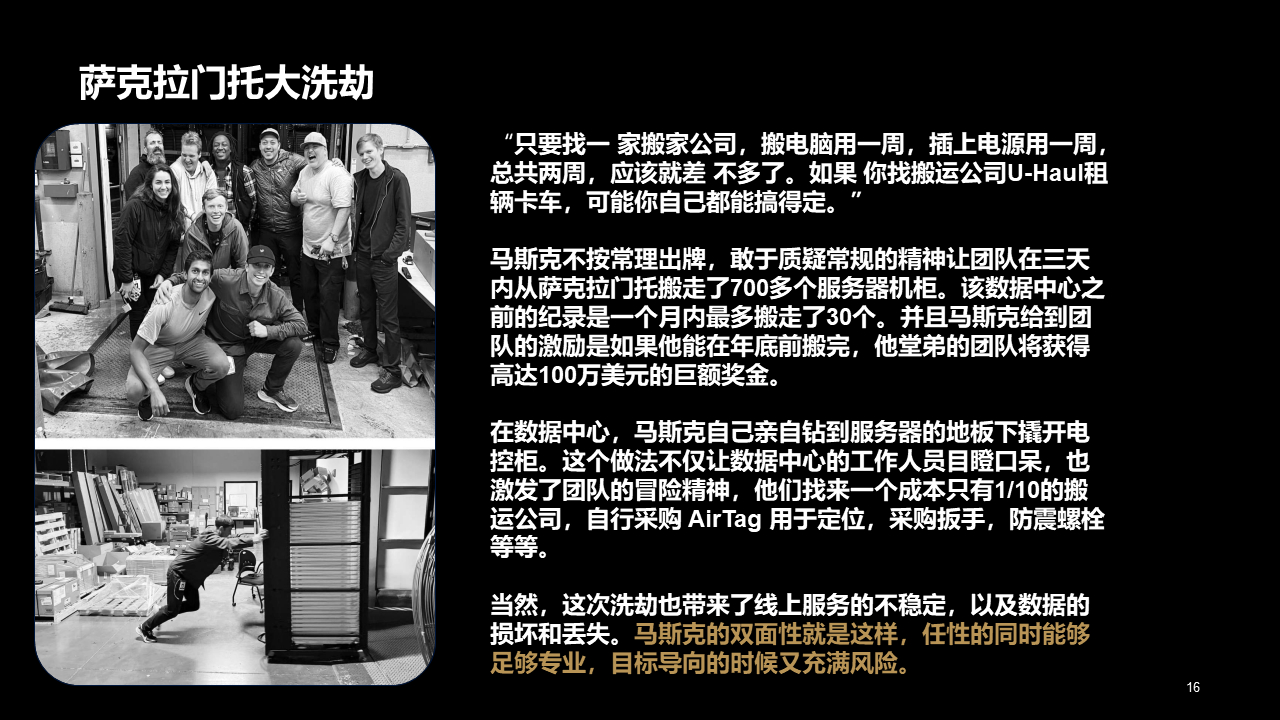 萨克拉门托大洗劫
“只要找一 家搬家公司，搬电脑用一周，插上电源用一周，
总共两周，应该就差 不多了。如果 你找搬运公司U-Haul租
辆卡车，可能你自己都能搞得定。”
马斯克不按常理出牌，敢于质疑常规的精神让团队在三天
内从萨克拉门托搬走了700多个服务器机柜。该数据中心之
前的纪录是一个月内最多搬走了30个。并且马斯克给到团
队的激励是如果他能在年底前搬完，他堂弟的团队将获得
高达100万美元的巨额奖金。
在数据中心，马斯克自己亲自钻到服务器的地板下撬开电
控柜。这个做法不仅让数据中心的工作人员目瞪口呆，也
激发了团队的冒险精神，他们找来一个成本只有1/10的搬
运公司，自行采购 AirTag 用于定位，采购扳手，防震螺栓
等等。
当然，这次洗劫也带来了线上服务的不稳定，以及数据的
损坏和丢失。马斯克的双面性就是这样，任性的同时能够
足够专业，目标导向的时候又充满风险。
16